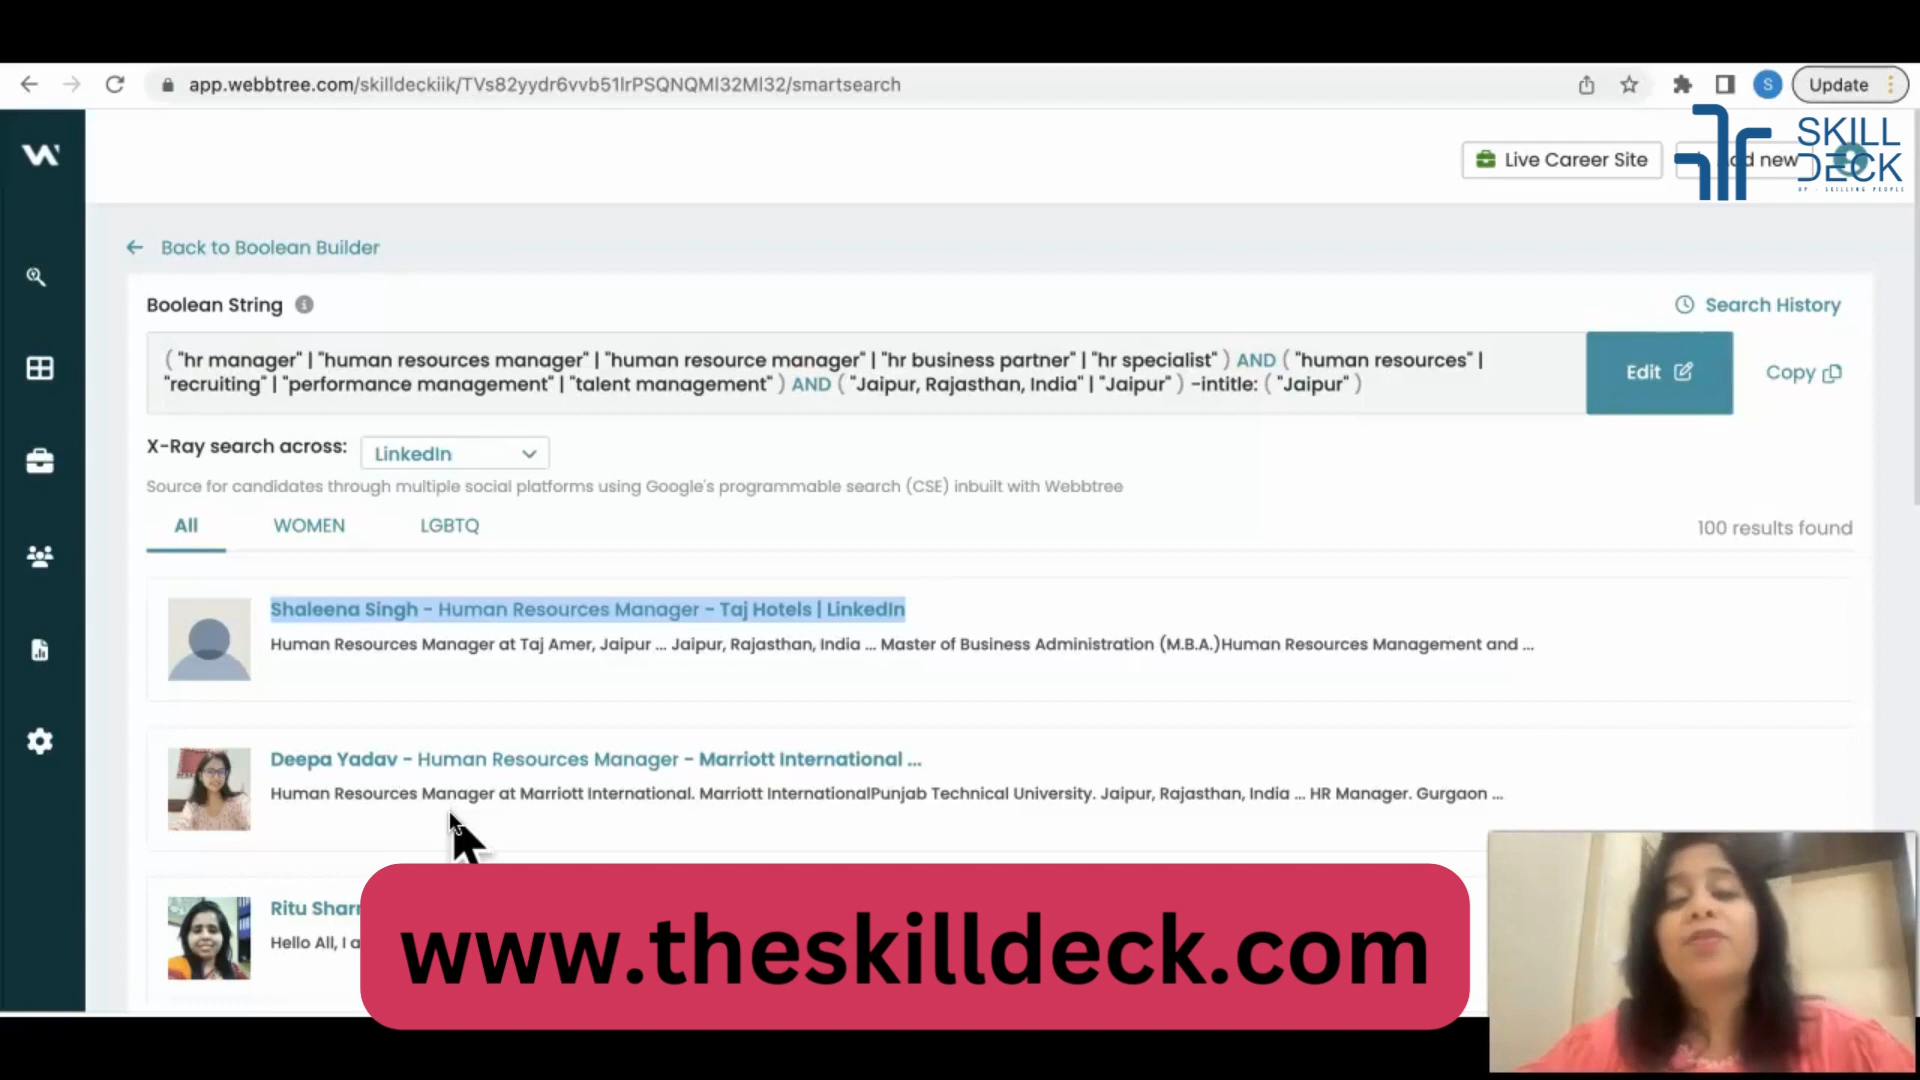 app.webbtree.com/skilldeckiik/TVs82yydr6vvb51lrPSQNQMl32Ml32/smartsearch
S
Update
Live Career Site
dd new
SKILL
DECK
UP - SKILLING PEOPLE
Back to Boolean Builder
Boolean String
Search History
( "hr manager" | "human resources manager" | "human resource manager" | "hr business partner" | "hr specialist" ) AND ( "human resources" |
"recruiting" | "performance management" | "talent management" ) AND ( "Jaipur, Rajasthan, India" | "Jaipur" ) -intitle: ( "Jaipur" )
Edit
Copy
X-Ray search across:
LinkedIn
Source for candidates through multiple social platforms using Google's programmable search (CSE) inbuilt with Webbtree
All WOMEN LGBTQ
100 results found
Shaleena Singh - Human Resources Manager - Taj Hotels | LinkedIn
Human Resources Manager at Taj Amer, Jaipur ... Jaipur, Rajasthan, India ... Master of Business Administration (M.B.A.)Human Resources Management and ...
Deepa Yadav - Human Resources Manager - Marriott International ...
Human Resources Manager at Marriott International. Marriott InternationalPunjab Technical University. Jaipur, Rajasthan, India ... HR Manager. Gurgaon ...
Ritu
Hello All, I a
www.theskilldeck.com